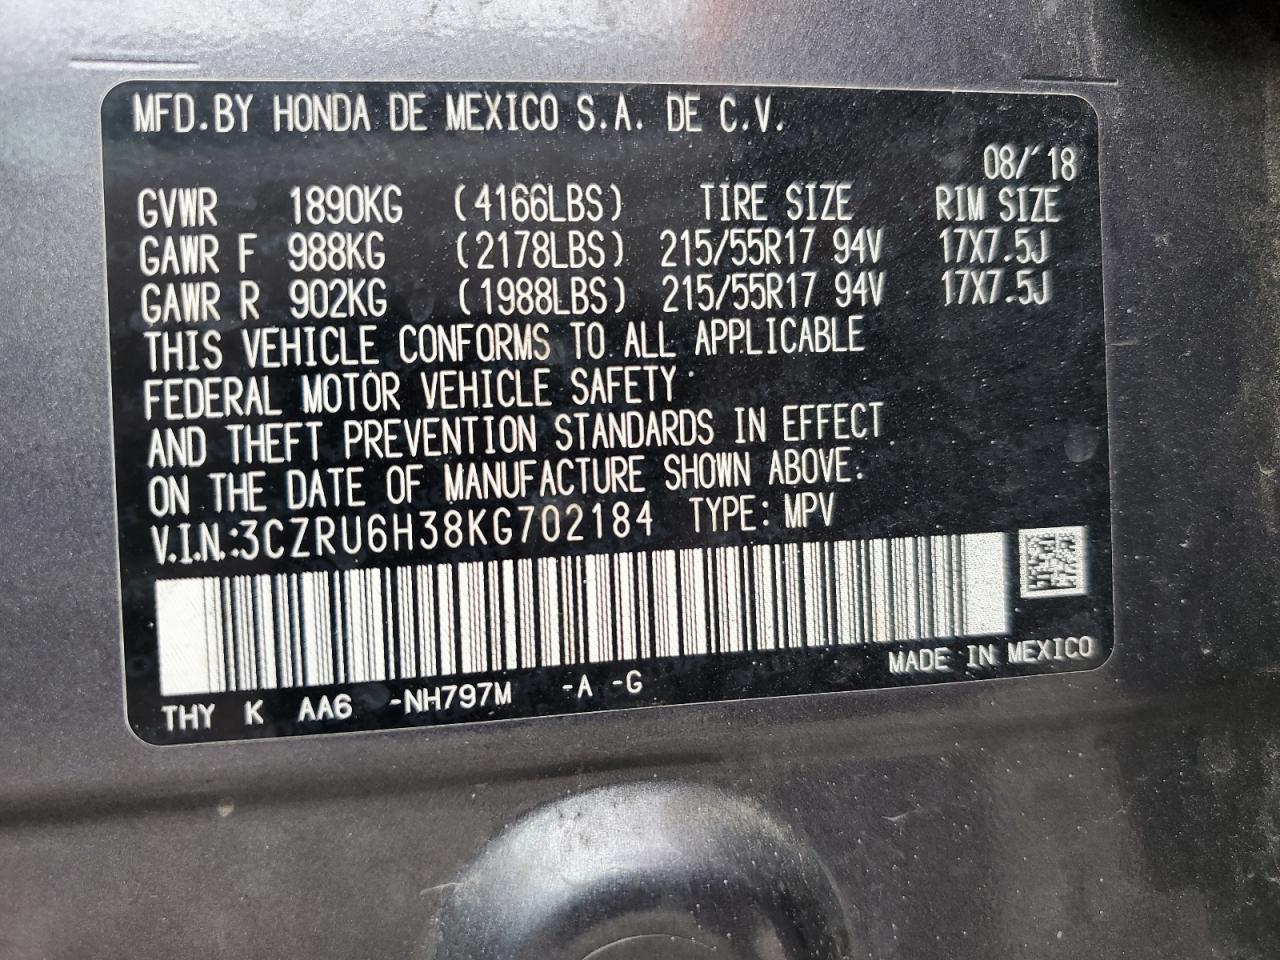 MFD.BY HONDA DE MEXICO S.A. DE C.V.
08/´18
GVWR 1890KG (4166LBS) TIRE SIZE RIM SIZE
GAWR F 988KG (2178LBS) 215/55R17 94V 17X7.5J
GAWR R 902KG (1988LBS) 215/55R17 94V 17X7.5J
THIS VEHICLE CONFORMS TO ALL APPLICABLE
FEDERAL MOTOR VEHICLE SAFETY
AND THEFT PREVENTION STANDARDS IN EFFECT
ON THE DATE OF MANUFACTURE SHOWN ABOVE.
V.I.N.:3CZRU6H38KG702184 TYPE: MPV
MADE IN MEXICO
THY K AA6 -NH797M -A -G